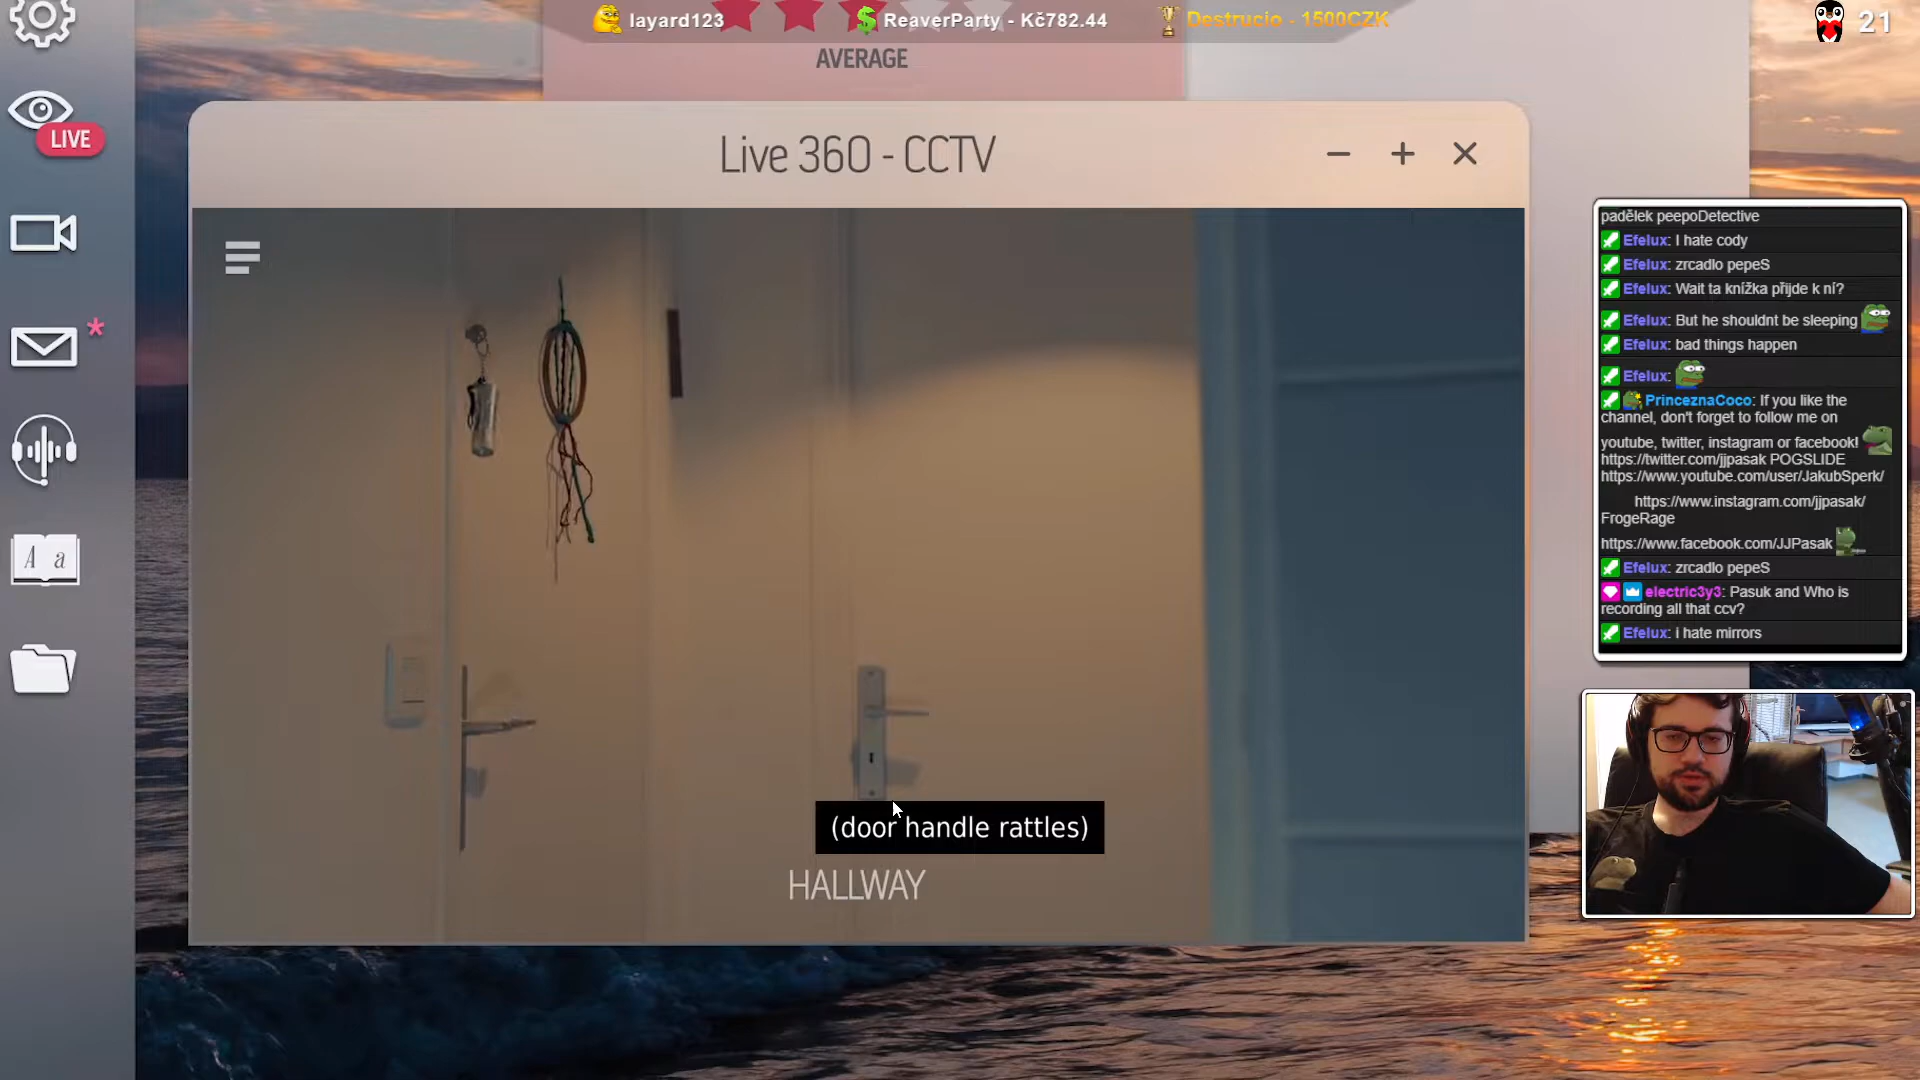 layard123
ReaverParty - Kč782.44
Destrucio - 1500CZK
21
AVERAGE
LIVE
Live 360 - CCTV
A a
(door handle rattles)
HALLWAY
padělek peepoDetective
Efelux: I hate cody
Efelux: zrcadlo pepeS
Efelux: Wait ta knížka přijde k ní?
Efelux: But he shouldnt be sleeping
Efelux: bad things happen
Efelux:
PrinceznaCoco: If you like the
channel, don't forget to follow me on
youtube, twitter, instagram or facebook!
https://twitter.com/jjpasak POGSLIDE
https://www.youtube.com/user/JakubSperk/
https://www.instagram.com/jjpasak/
FrogeRage
https://www.facebook.com/JJPasak
Efelux: zrcadlo pepeS
electric3y3: Pasuk and Who is
recording all that ccv?
Efelux: i hate mirrors